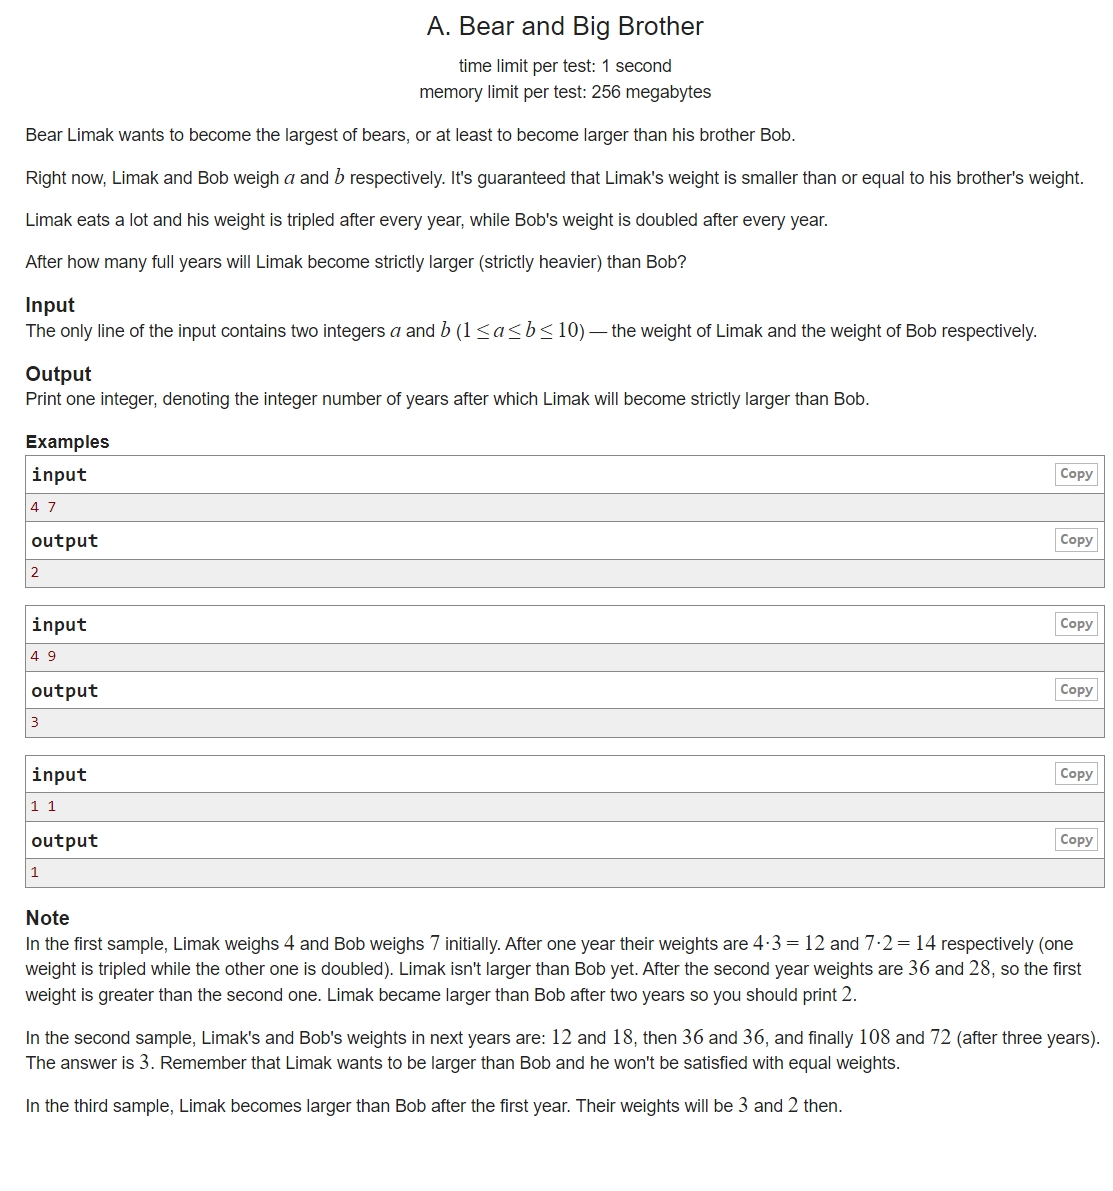 A. Bear and Big Brother
time limit per test: 1 second
memory limit per test: 256 megabytes
Bear Limak wants to become the largest of bears, or at least to become larger than his brother Bob.
Right now, Limak and Bob weigh a and b respectively. It's guaranteed that Limak's weight is smaller than or equal to his brother's weight.
Limak eats a lot and his weight is tripled after every year, while Bob's weight is doubled after every year.
After how many full years will Limak become strictly larger (strictly heavier) than Bob?
Input
The only line of the input contains two integers a and b (1 ≤ a ≤ b ≤ 10) — the weight of Limak and the weight of Bob respectively.
Output
Print one integer, denoting the integer number of years after which Limak will become strictly larger than Bob.
Examples
input Copy
4 7
output Copy
2
input Copy
4 9
output Copy
3
input Copy
1 1
output Copy
1
Note
In the first sample, Limak weighs 4 and Bob weighs 7 initially. After one year their weights are 4·3 = 12 and 7·2 = 14 respectively (one
weight is tripled while the other one is doubled). Limak isn't larger than Bob yet. After the second year weights are 36 and 28, so the first
weight is greater than the second one. Limak became larger than Bob after two years so you should print 2.
In the second sample, Limak's and Bob's weights in next years are: 12 and 18, then 36 and 36, and finally 108 and 72 (after three years).
The answer is 3. Remember that Limak wants to be larger than Bob and he won't be satisfied with equal weights.
In the third sample, Limak becomes larger than Bob after the first year. Their weights will be 3 and 2 then.